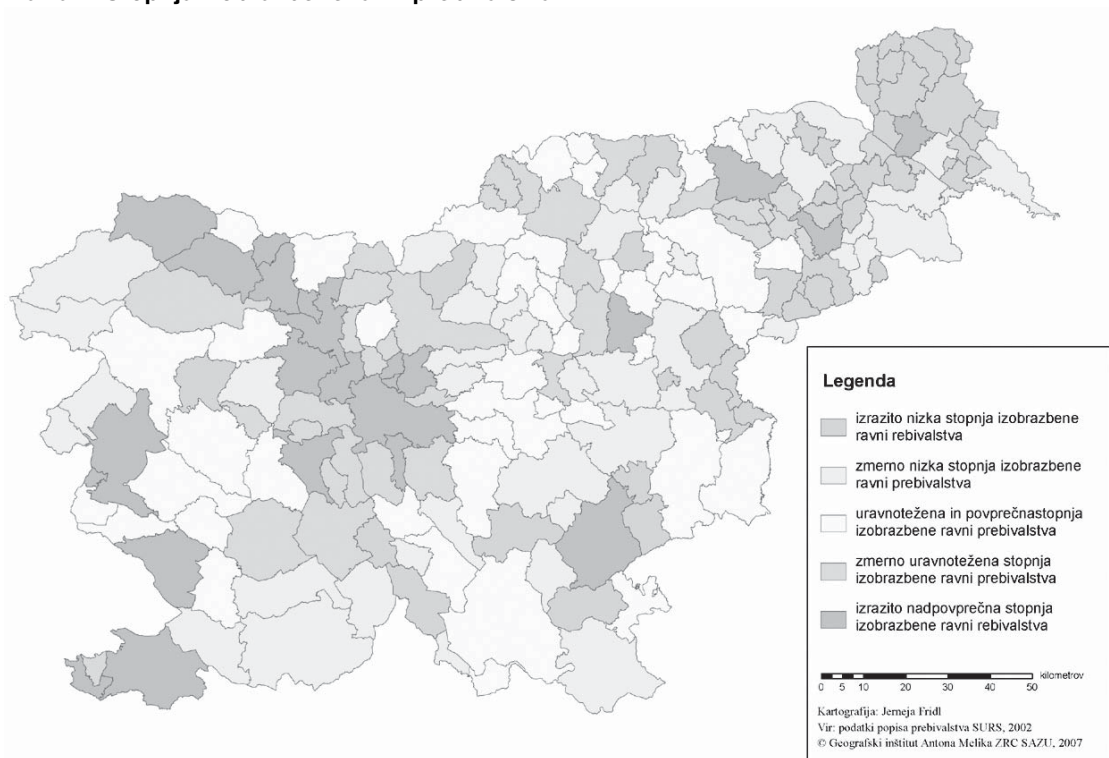 Legenda
izrazito nizka stopnja izobrazbene
ravni rebivalstva
zmerno nizka stopnja izobrazbene
ravni prebivalstva
uravnotežena in povprečnastopnja
izobrazbene ravni prebivalstva
zmerno uravnotežena stopnja
izobrazbene ravni prebivalstva
izrazito nadpovprečna stopnja
izobrazbene ravni rebivalstva
kilometrov
0 5 10 20 30 40 50
Kartografija: Jerneja Fridl
Vir: podatki popisa prebivalstva SURS, 2002
© Geografski inštitut Antona Melika ZRC SAZU, 2007